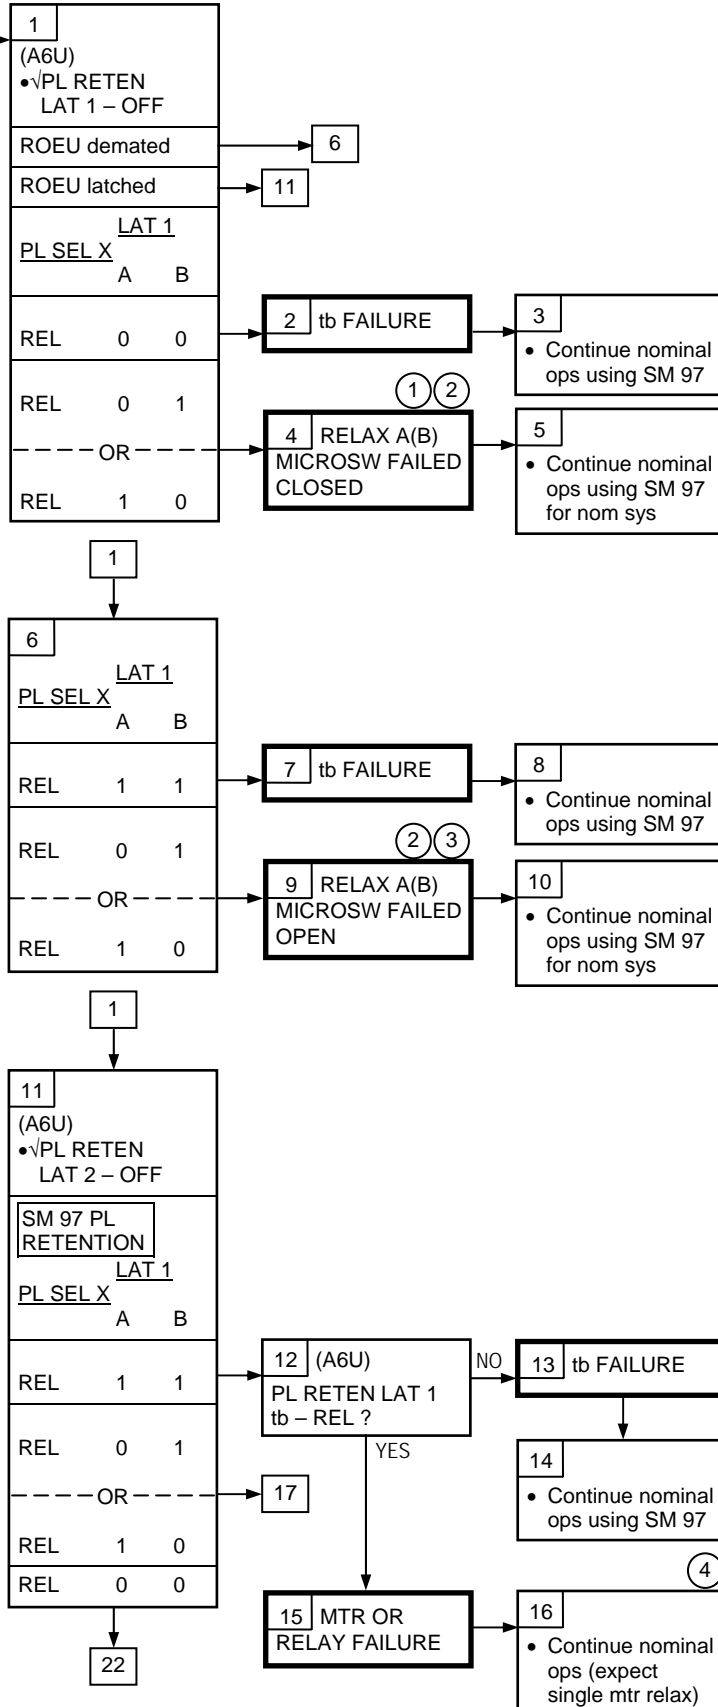 1
(A6U)
•√PL RETEN
LAT 1 – OFF
ROEU demated
6
ROEU latched
11
LAT 1
PL SEL X
A B
REL 0 0
2 tb FAILURE
3
• Continue nominal
ops using SM 97
REL 0 1
OR
REL 1 0
1 2
4 RELAX A(B)
MICROSW FAILED
CLOSED
5
• Continue nominal
ops using SM 97
for nom sys
1
6
LAT 1
PL SEL X
A B
REL 1 1
7 tb FAILURE
8
• Continue nominal
ops using SM 97
REL 0 1
OR
REL 1 0
2 3
9 RELAX A(B)
MICROSW FAILED
OPEN
10
• Continue nominal
ops using SM 97
for nom sys
1
11
(A6U)
•√PL RETEN
LAT 2 – OFF
SM 97 PL
RETENTION
LAT 1
PL SEL X
A B
REL 1 1
12 (A6U)
PL RETEN LAT 1
tb – REL ?
NO
13 tb FAILURE
YES
14
• Continue nominal
ops using SM 97
REL 0 1
OR
17
REL 1 0
REL 0 0
22
15 MTR OR
RELAY FAILURE
4
16
• Continue nominal
ops (expect
single mtr relax)